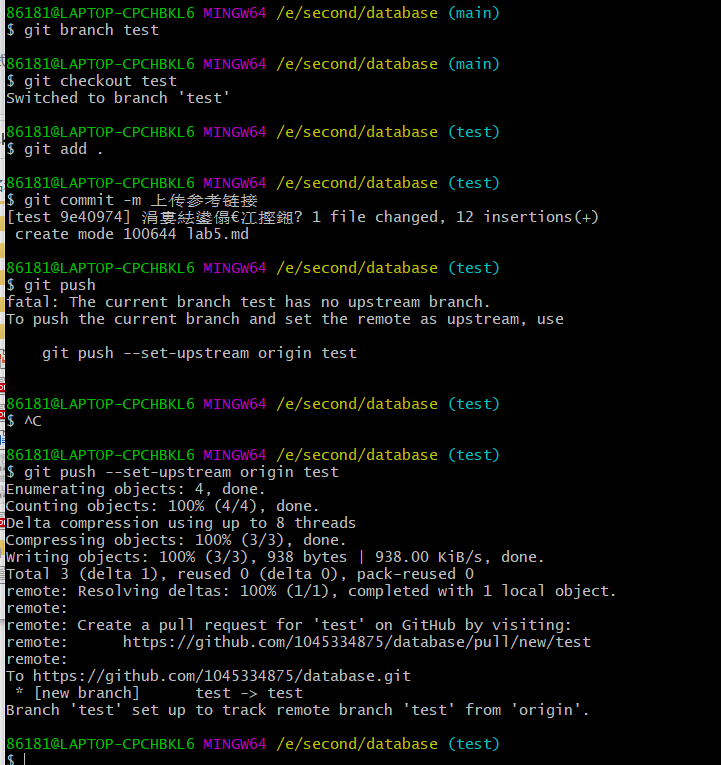 86181@LAPTOP-CPCHBKL6 MINGW64 /e/second/database (main)
$ git branch test
86181@LAPTOP-CPCHBKL6 MINGW64 /e/second/database (main)
$ git checkout test
Switched to branch 'test'
86181@LAPTOP-CPCHBKL6 MINGW64 /e/second/database (test)
$ git add .
86181@LAPTOP-CPCHBKL6 MINGW64 /e/second/database (test)
$ git commit -m 上传参考链接
[test 9e40974] 1 file changed, 12 insertions(+)
create mode 100644 lab5.md
86181@LAPTOP-CPCHBKL6 MINGW64 /e/second/database (test)
$ git push
fatal: The current branch test has no upstream branch.
To push the current branch and set the remote as upstream, use
git push --set-upstream origin test
86181@LAPTOP-CPCHBKL6 MINGW64 /e/second/database (test)
$ ^C
86181@LAPTOP-CPCHBKL6 MINGW64 /e/second/database (test)
$ git push --set-upstream origin test
Enumerating objects: 4, done.
Counting objects: 100% (4/4), done.
Delta compression using up to 8 threads
Compressing objects: 100% (3/3), done.
Writing objects: 100% (3/3), 938 bytes | 938.00 KiB/s, done.
Total 3 (delta 1), reused 0 (delta 0), pack-reused 0
remote: Resolving deltas: 100% (1/1), completed with 1 local object.
remote:
remote: Create a pull request for 'test' on GitHub by visiting:
remote:      https://github.com/1045334875/database/pull/new/test
remote:
To https://github.com/1045334875/database.git
* [new branch]      test -> test
Branch 'test' set up to track remote branch 'test' from 'origin'.
86181@LAPTOP-CPCHBKL6 MINGW64 /e/second/database (test)
$